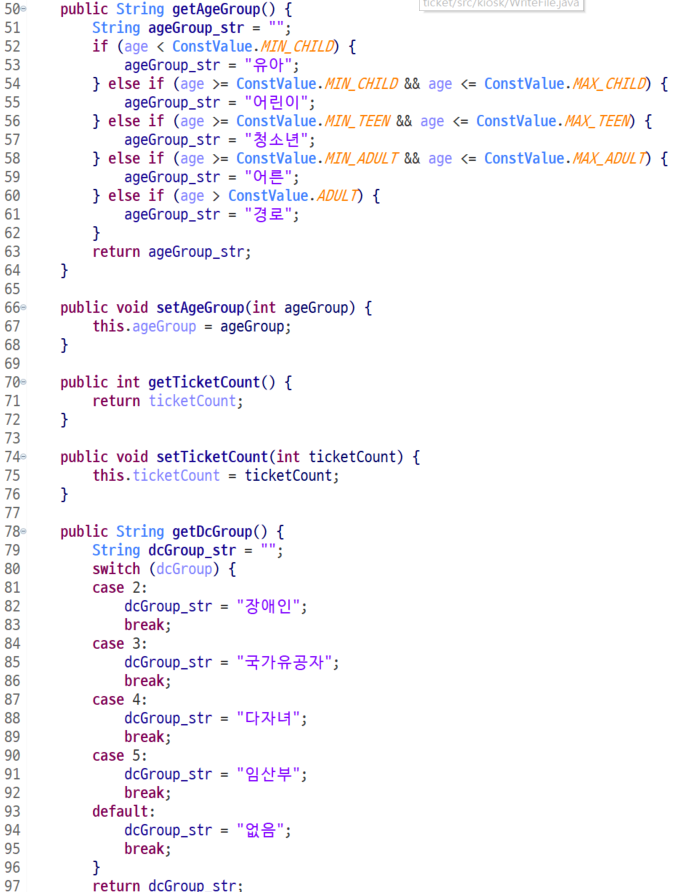 ticket/src/kiosk/WriteFile.java
50 public String getAgeGroup() {
51 String ageGroup_str = "";
52 if (age < ConstValue.MIN_CHILD) {
53 ageGroup_str = "유아";
54 } else if (age >= ConstValue.MIN_CHILD && age <= ConstValue.MAX_CHILD) {
55 ageGroup_str = "어린이";
56 } else if (age >= ConstValue.MIN_TEEN && age <= ConstValue.MAX_TEEN) {
57 ageGroup_str = "청소년";
58 } else if (age >= ConstValue.MIN_ADULT && age <= ConstValue.MAX_ADULT) {
59 ageGroup_str = "어른";
60 } else if (age > ConstValue.ADULT) {
61 ageGroup_str = "경로";
62 }
63 return ageGroup_str;
64 }
65
66 public void setAgeGroup(int ageGroup) {
67 this.ageGroup = ageGroup;
68 }
69
70 public int getTicketCount() {
71 return ticketCount;
72 }
73
74 public void setTicketCount(int ticketCount) {
75 this.ticketCount = ticketCount;
76 }
77
78 public String getDcGroup() {
79 String dcGroup_str = "";
80 switch (dcGroup) {
81 case 2:
82 dcGroup_str = "장애인";
83 break;
84 case 3:
85 dcGroup_str = "국가유공자";
86 break;
87 case 4:
88 dcGroup_str = "다자녀";
89 break;
90 case 5:
91 dcGroup_str = "임산부";
92 break;
93 default:
94 dcGroup_str = "없음";
95 break;
96 }
97 return dcGroup_str;